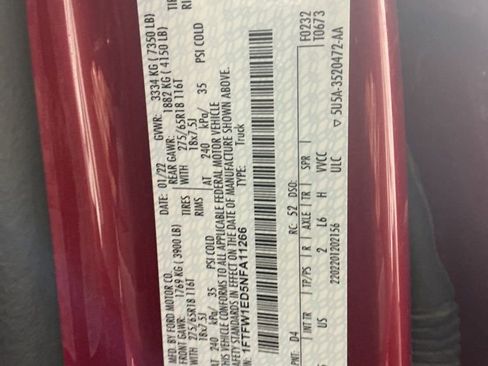 MFD. BY FORD MOTOR CO.
DATE: 01/22 GVWR: 3334 KG ( 7350 LB)
FRONT GAWR: 1769 KG ( 3900 LB) REAR GAWR: 1882 KG ( 4150 LB)
WITH 275/65R18 116T TIRES WITH 275/65R18 116T TIRES
18x7.5J RIMS 18x7.5J
AT 240 kPa/ 35 PSI COLD AT 240 kPa/ 35 PSI COLD
THIS VEHICLE CONFORMS TO ALL APPLICABLE FEDERAL MOTOR VEHICLE
SAFETY STANDARDS IN EFFECT ON THE DATE OF MANUFACTURE SHOWN ABOVE.
1FTFW1ED5NFA11266 TYPE: Truck
F0232
T0673
PNT: D4 RC: 52 DSO:
INT TR TP/PS R AXLE TR SPR
US 2 L6 H VVCC
2202201202156 ULC
▽ 5U5A-3520472-AA